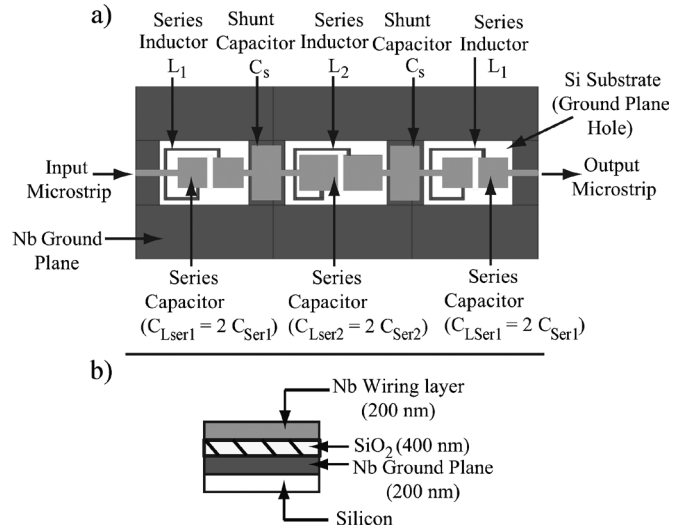 a)
Series
Inductor
L1
Shunt
Capacitor
Cs
Series
Inductor
L2
Shunt
Capacitor
Cs
Series
Inductor
L1
Si Substrate
(Ground Plane
Hole)
Input
Microstrip
Output
Microstrip
Nb Ground
Plane
Series
Capacitor
(CLser1 = 2 CSer1)
Series
Capacitor
(CLser2 = 2 CSer2)
Series
Capacitor
(CLSer1 = 2 CSer1)
b)
Nb Wiring layer
(200 nm)
SiO2 (400 nm)
Nb Ground Plane
(200 nm)
Silicon